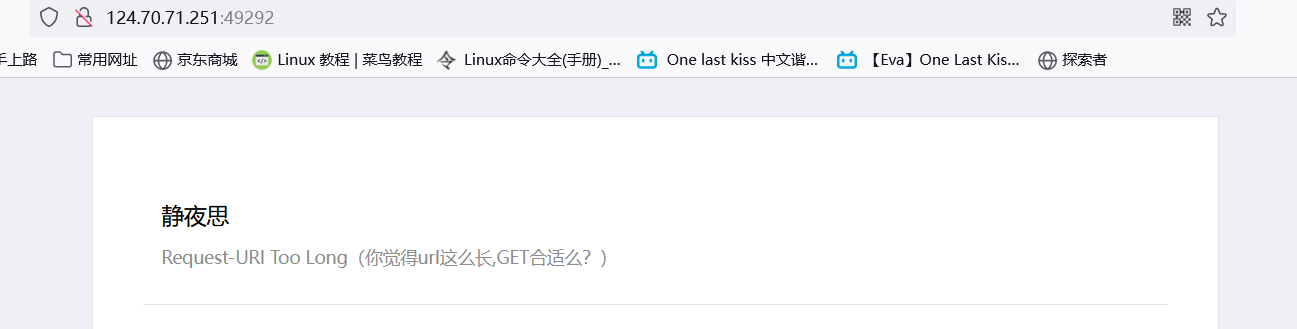 124.70.71.251:49292
手上路 常用网址 京东商城 Linux 教程 | 菜鸟教程 Linux命令大全(手册)_... One last kiss 中文谐... 【Eva】One Last Kis... 探索者
静夜思
Request-URI Too Long（你觉得url这么长,GET合适么？）